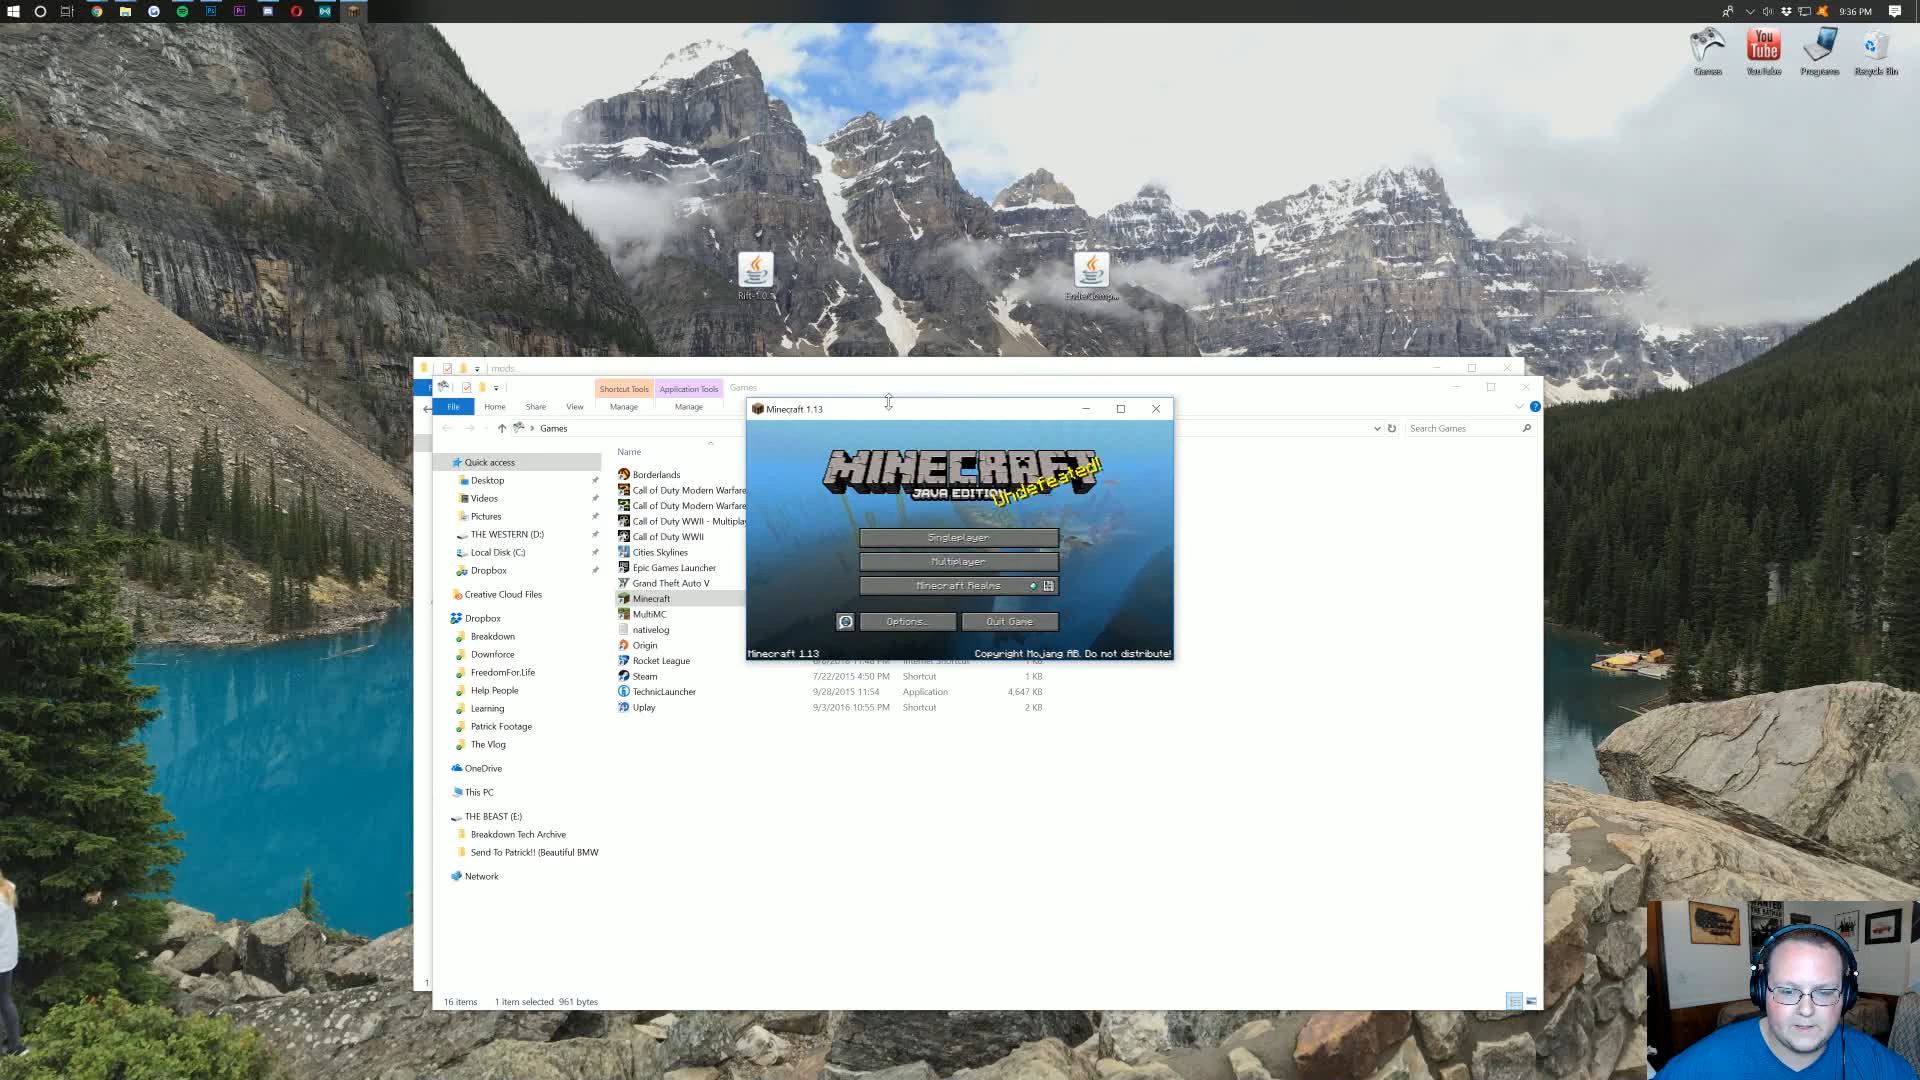 9:36 PM
Games
YouTube
Programs
Recycle Bin
You
Tube
Rift-1.0...
EnderComp...
mods
Shortcut Tools
Application Tools
Games
File
Home
Share
View
Manage
Manage
Games
Search Games
Quick access
Desktop
Videos
Pictures
THE WESTERN (D:)
Local Disk (C:)
Dropbox
Creative Cloud Files
Dropbox
Breakdown
Downforce
FreedomFor.Life
Help People
Learning
Patrick Footage
The Vlog
OneDrive
This PC
THE BEAST (E:)
Breakdown Tech Archive
Send To Patrick!! (Beautiful BMW
Network
Name
Borderlands
Call of Duty Modern Warfare
Call of Duty Modern Warfare
Call of Duty WWII - Multiplay
Call of Duty WWII
Cities Skylines
Epic Games Launcher
Grand Theft Auto V
Minecraft
MultiMC
nativelog
Origin
Rocket League
Steam 7/22/2015 4:50 PM Shortcut 1 KB
TechnicLauncher 9/28/2015 11:54 Application 4,647 KB
Uplay 9/3/2016 10:55 PM Shortcut 2 KB
Minecraft 1.13
MINECRAFT
JAVA EDITION
Undefeated!
Singleplayer
Multiplayer
Minecraft Realms
Options...
Quit Game
Minecraft 1.13
Copyright Mojang AB. Do not distribute!
16 items
1 item selected 961 bytes
1